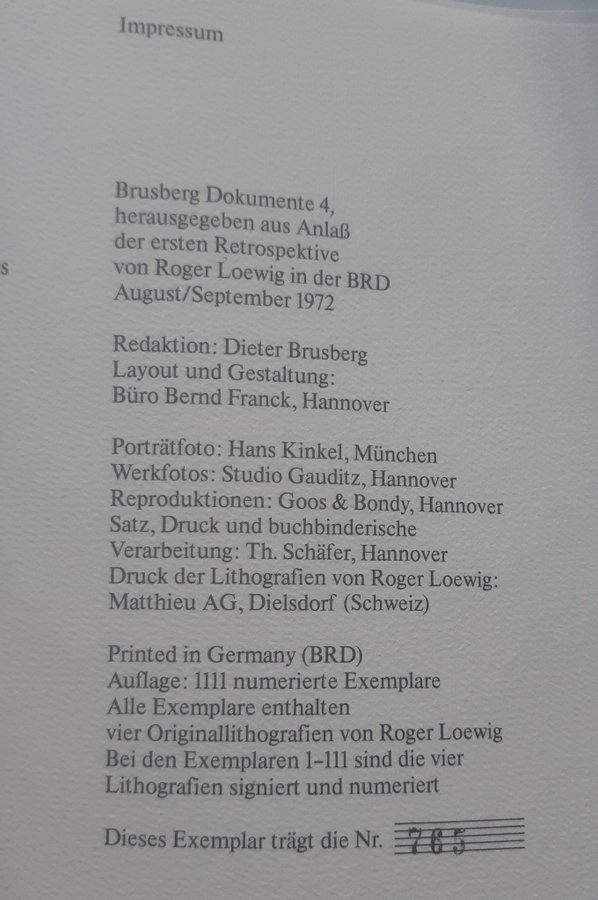 Impressum
Brusberg Dokumente 4,
herausgegeben aus Anlaß
der ersten Retrospektive
von Roger Loewig in der BRD
August/September 1972
Redaktion: Dieter Brusberg
Layout und Gestaltung:
Büro Bernd Franck, Hannover
Porträtfoto: Hans Kinkel, München
Werkfotos: Studio Gauditz, Hannover
Reproduktionen: Goos & Bondy, Hannover
Satz, Druck und buchbinderische
Verarbeitung: Th. Schäfer, Hannover
Druck der Lithografien von Roger Loewig:
Matthieu AG, Dielsdorf (Schweiz)
Printed in Germany (BRD)
Auflage: 1111 numerierte Exemplare
Alle Exemplare enthalten
vier Originallithografien von Roger Loewig
Bei den Exemplaren 1–111 sind die vier
Lithografien signiert und numeriert
Dieses Exemplar trägt die Nr. 765